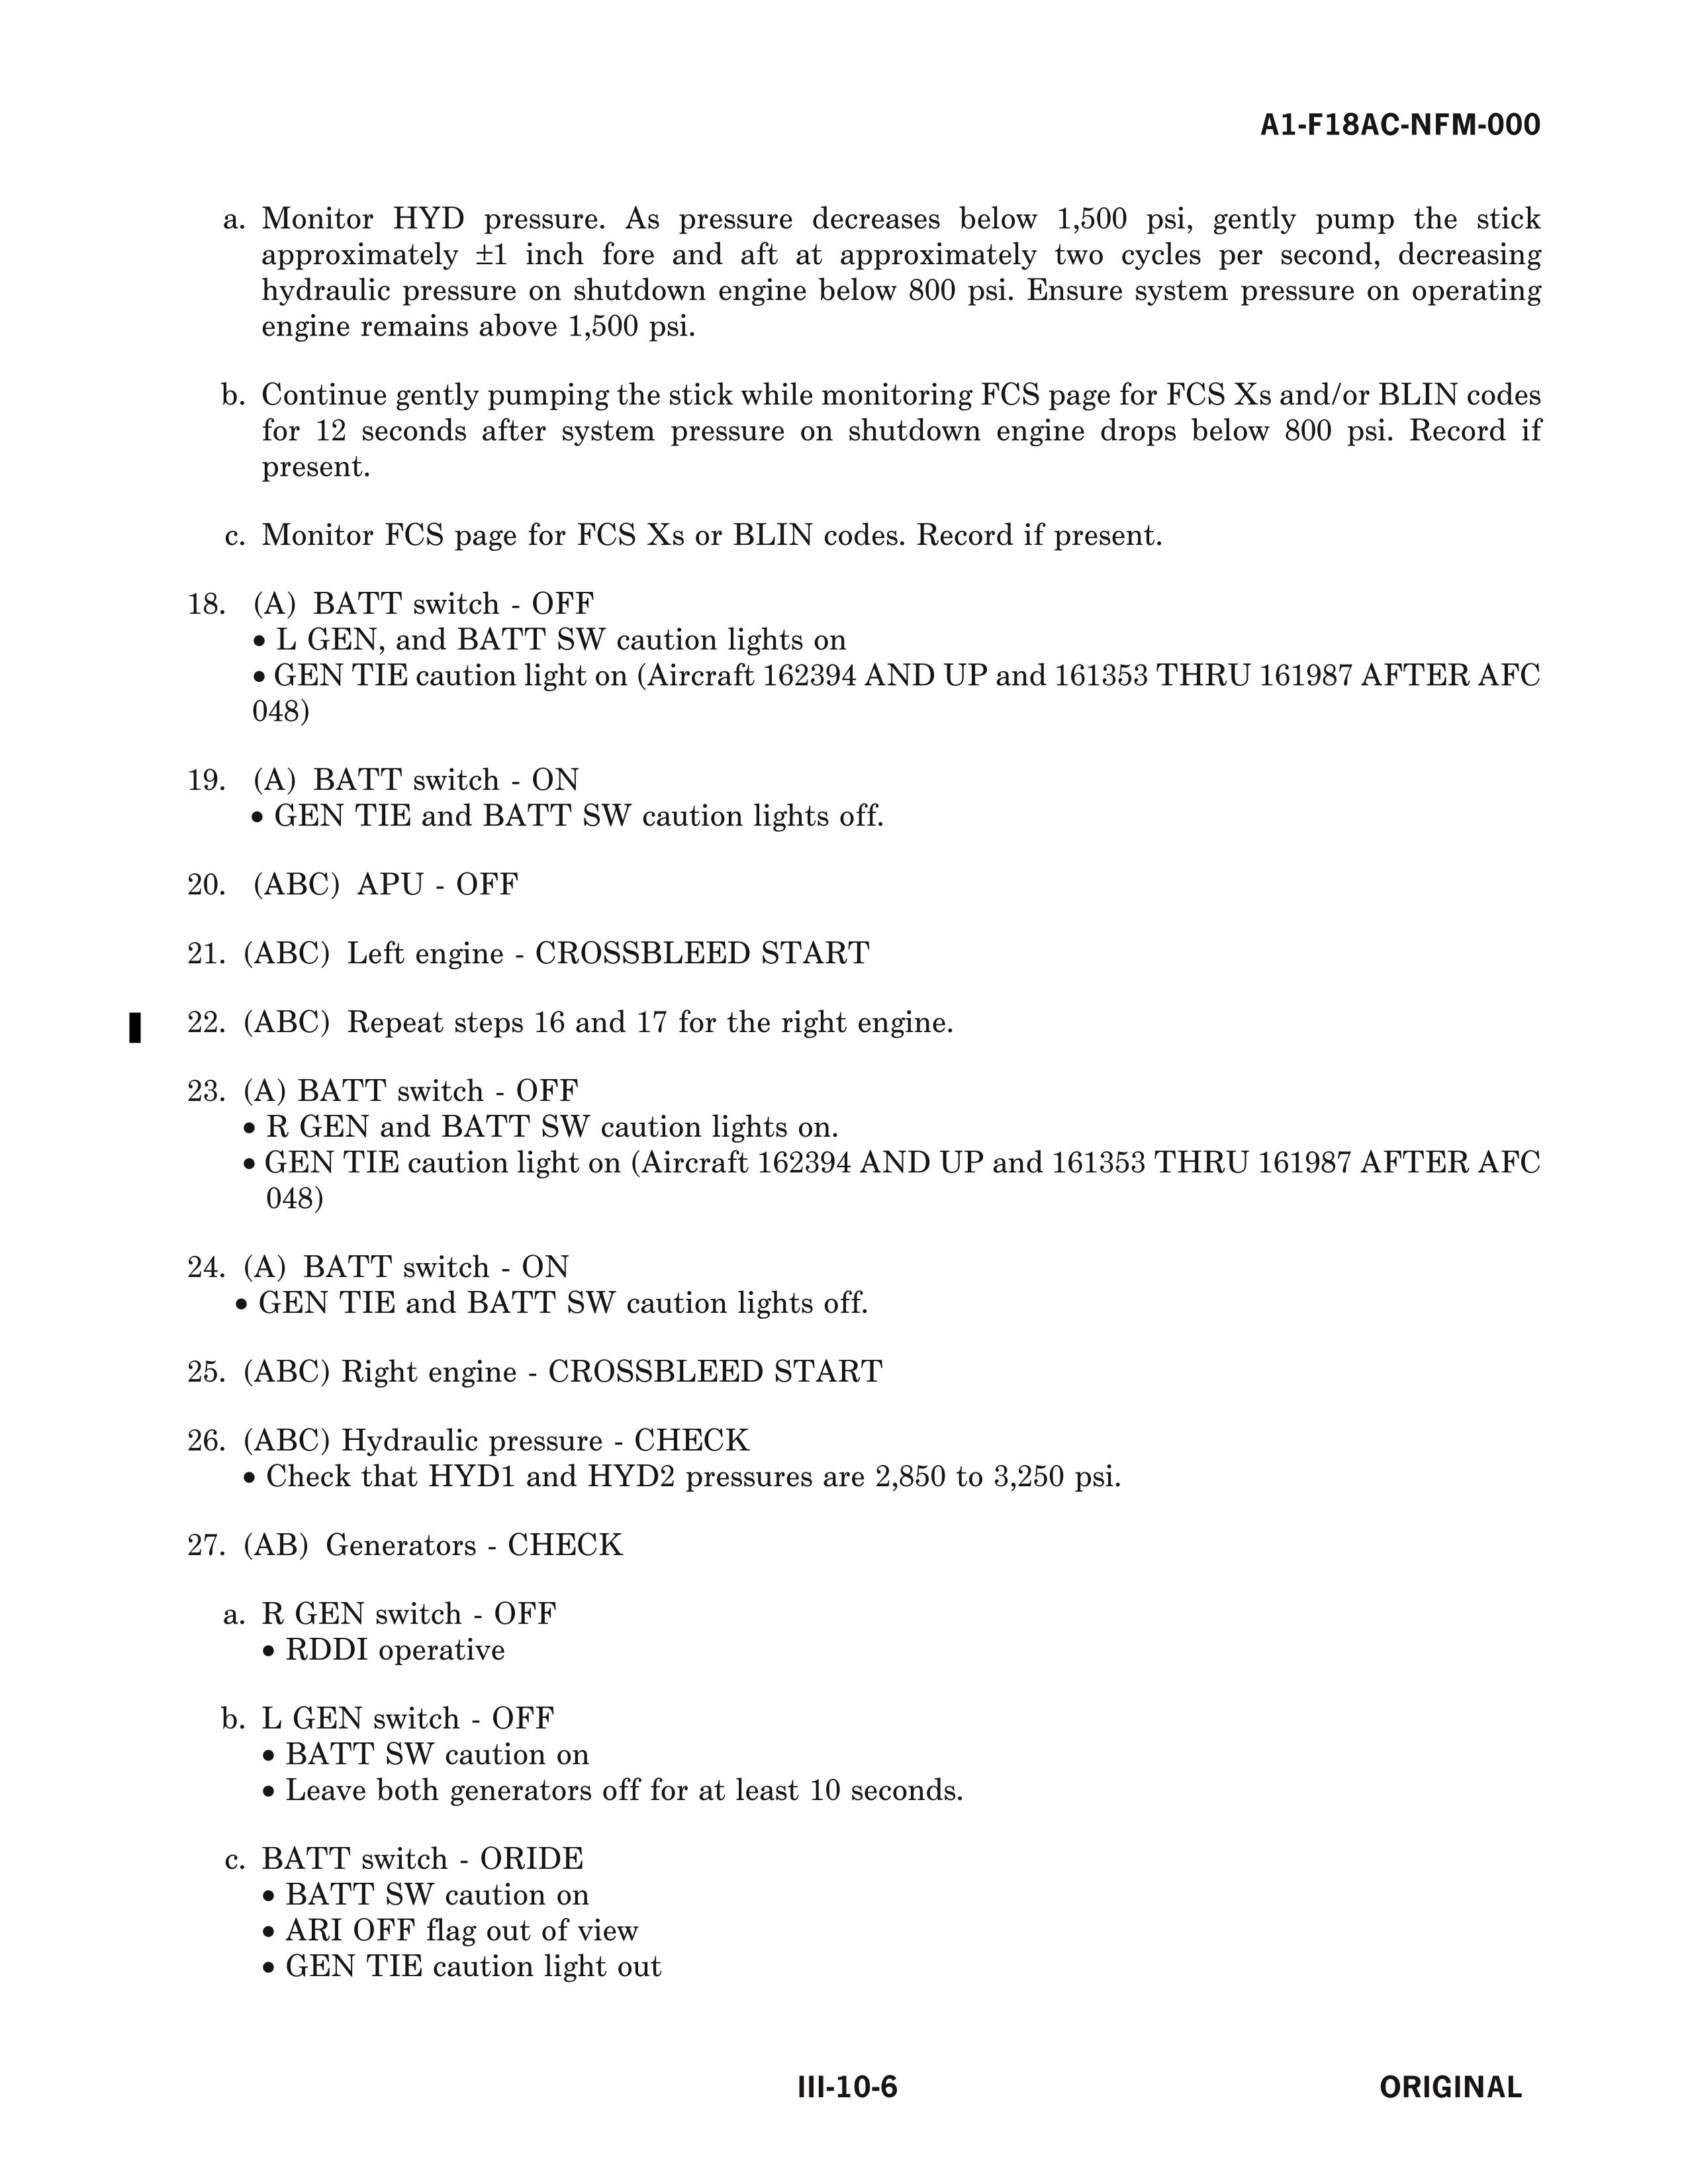 A1-F18AC-NFM-000
a. Monitor HYD pressure. As pressure decreases below 1,500 psi, gently pump the stick
approximately ±1 inch fore and aft at approximately two cycles per second, decreasing
hydraulic pressure on shutdown engine below 800 psi. Ensure system pressure on operating
engine remains above 1,500 psi.
b. Continue gently pumping the stick while monitoring FCS page for FCS Xs and/or BLIN codes
for 12 seconds after system pressure on shutdown engine drops below 800 psi. Record if
present.
c. Monitor FCS page for FCS Xs or BLIN codes. Record if present.
18. (A) BATT switch - OFF
• L GEN, and BATT SW caution lights on
• GEN TIE caution light on (Aircraft 162394 AND UP and 161353 THRU 161987 AFTER AFC
048)
19. (A) BATT switch - ON
• GEN TIE and BATT SW caution lights off.
20. (ABC) APU - OFF
21. (ABC) Left engine - CROSSBLEED START
22. (ABC) Repeat steps 16 and 17 for the right engine.
23. (A) BATT switch - OFF
• R GEN and BATT SW caution lights on.
• GEN TIE caution light on (Aircraft 162394 AND UP and 161353 THRU 161987 AFTER AFC
048)
24. (A) BATT switch - ON
• GEN TIE and BATT SW caution lights off.
25. (ABC) Right engine - CROSSBLEED START
26. (ABC) Hydraulic pressure - CHECK
• Check that HYD1 and HYD2 pressures are 2,850 to 3,250 psi.
27. (AB) Generators - CHECK
a. R GEN switch - OFF
• RDDI operative
b. L GEN switch - OFF
• BATT SW caution on
• Leave both generators off for at least 10 seconds.
c. BATT switch - ORIDE
• BATT SW caution on
• ARI OFF flag out of view
• GEN TIE caution light out
III-10-6
ORIGINAL